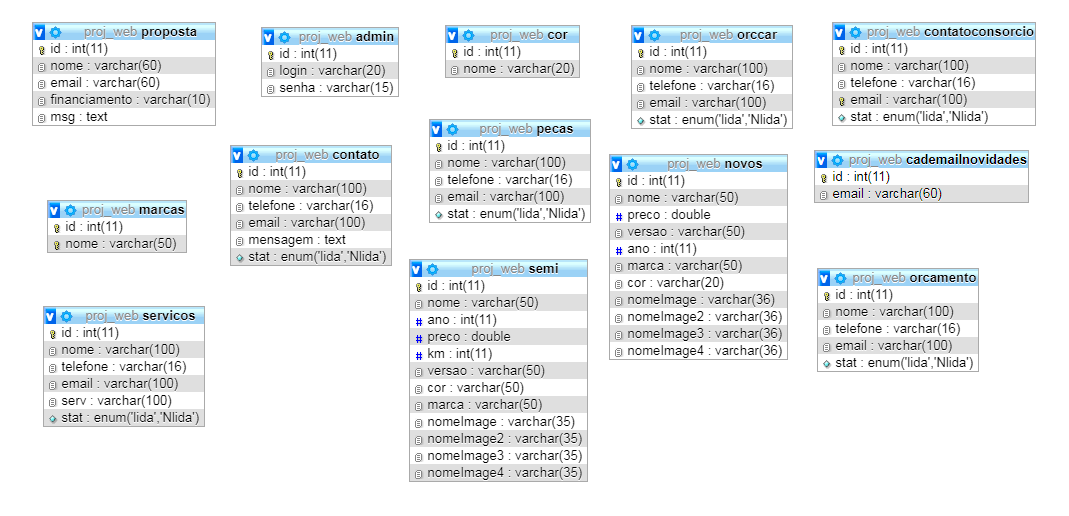 proj_web proposta
id : int(11)
nome : varchar(60)
email : varchar(60)
financiamento : varchar(10)
msg : text
proj_web admin
id : int(11)
login : varchar(20)
senha : varchar(15)
proj_web cor
id : int(11)
nome : varchar(20)
proj_web orccar
id : int(11)
nome : varchar(100)
telefone : varchar(16)
email : varchar(100)
stat : enum('lida','Nlida')
proj_web contatoconsorcio
id : int(11)
nome : varchar(100)
telefone : varchar(16)
email : varchar(100)
stat : enum('lida','Nlida')
proj_web contato
id : int(11)
nome : varchar(100)
telefone : varchar(16)
email : varchar(100)
mensagem : text
stat : enum('lida','Nlida')
proj_web pecas
id : int(11)
nome : varchar(100)
telefone : varchar(16)
email : varchar(100)
stat : enum('lida','Nlida')
proj_web novos
id : int(11)
nome : varchar(50)
preco : double
versao : varchar(50)
ano : int(11)
marca : varchar(50)
cor : varchar(20)
nomeImage : varchar(36)
nomeImage2 : varchar(36)
nomeImage3 : varchar(36)
nomeImage4 : varchar(36)
proj_web cademailnovidades
id : int(11)
email : varchar(60)
proj_web marcas
id : int(11)
nome : varchar(50)
proj_web semi
id : int(11)
nome : varchar(50)
ano : int(11)
preco : double
km : int(11)
versao : varchar(50)
cor : varchar(50)
marca : varchar(50)
nomeImage : varchar(35)
nomeImage2 : varchar(35)
nomeImage3 : varchar(35)
nomeImage4 : varchar(35)
proj_web orcamento
id : int(11)
nome : varchar(100)
telefone : varchar(16)
email : varchar(100)
stat : enum('lida','Nlida')
proj_web servicos
id : int(11)
nome : varchar(100)
telefone : varchar(16)
email : varchar(100)
serv : varchar(100)
stat : enum('lida','Nlida')